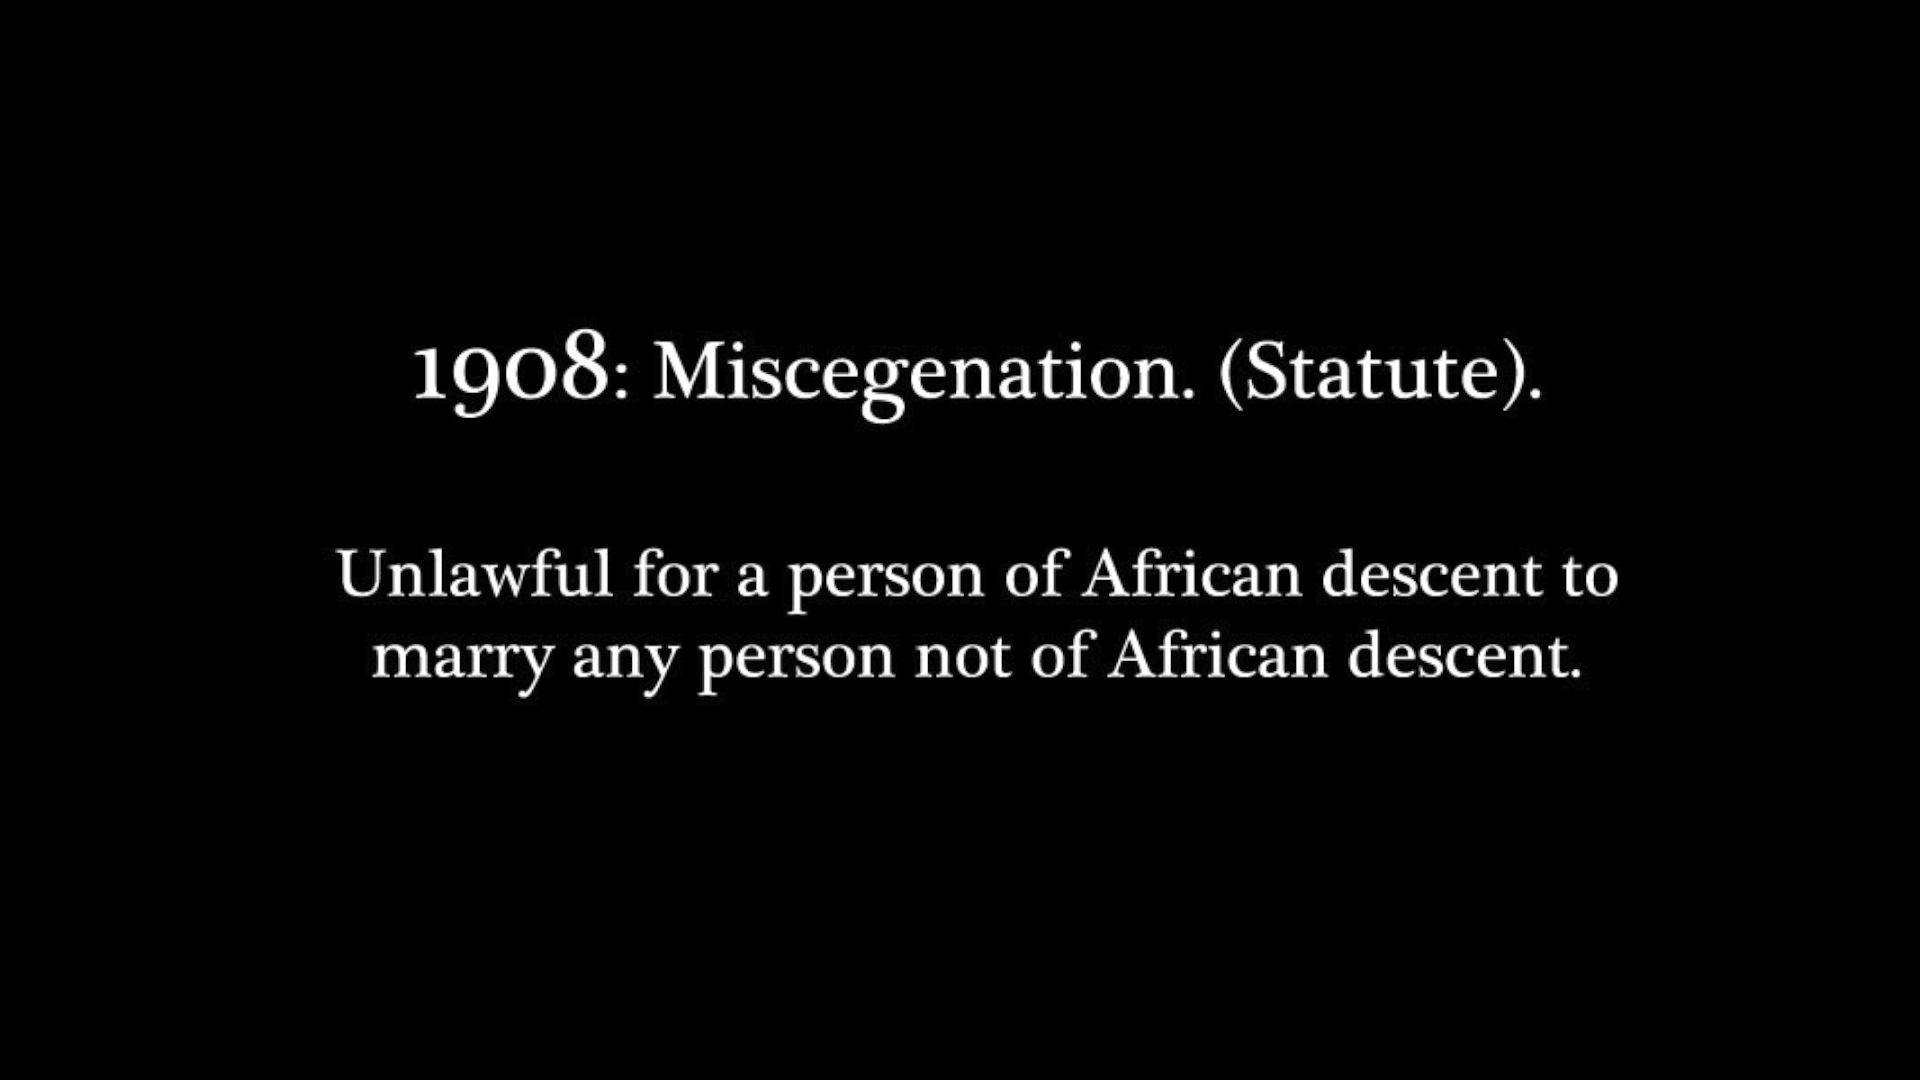 1908: Miscegenation. (Statute).
Unlawful for a person of African descent to
marry any person not of African descent.